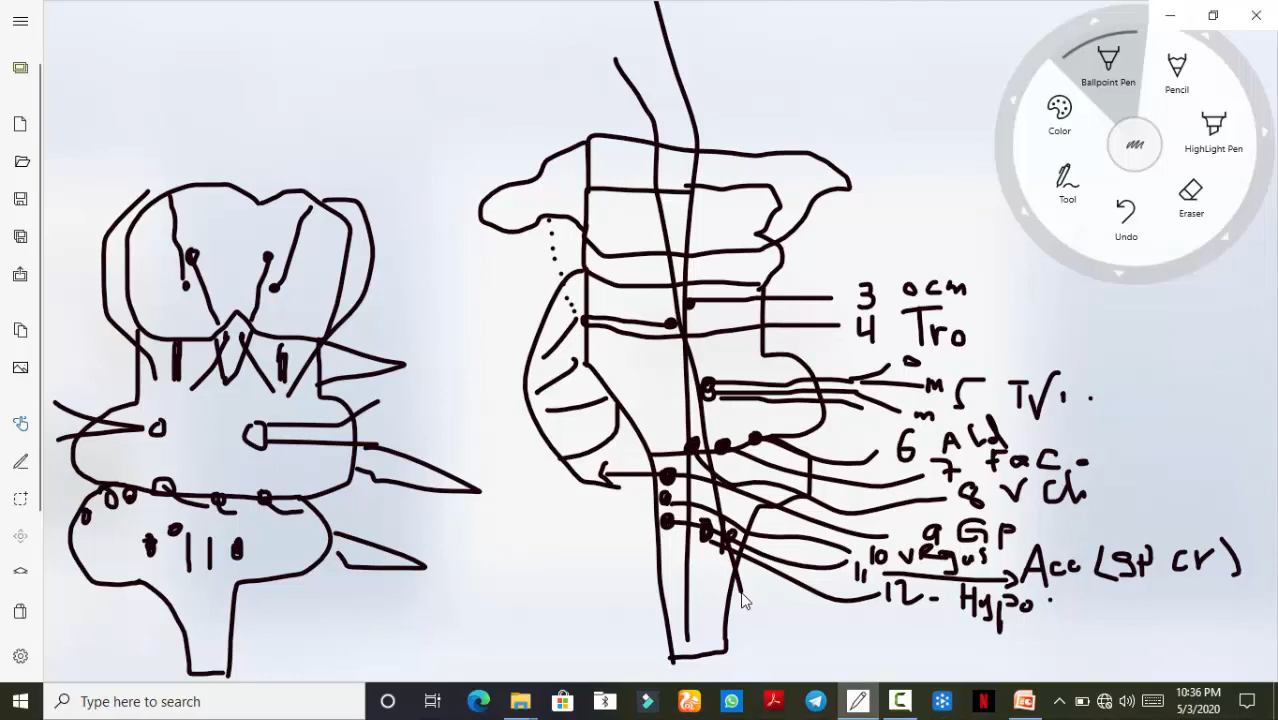 Ballpoint Pen
Pencil
Color
HighLight Pen
Tool
Eraser
Undo
3 ocm
4 Tro
o
m 5
m
6 Abd
7 Fac -
8 V Ch
9 GP
10 vagus
11 Acc (sp cr)
12 - Hypo .
Type here to search
10:36 PM
5/3/2020